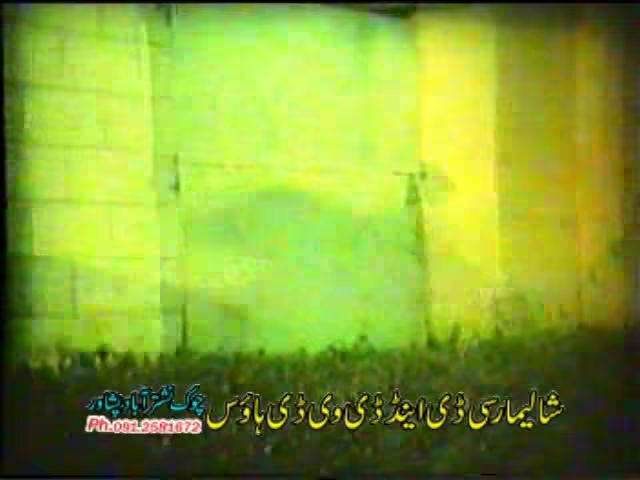 شالیمار سی ڈی اینڈ ڈی وی ڈی ہاؤس
چوک نشتر آباد پشاور
Ph.091.2581672